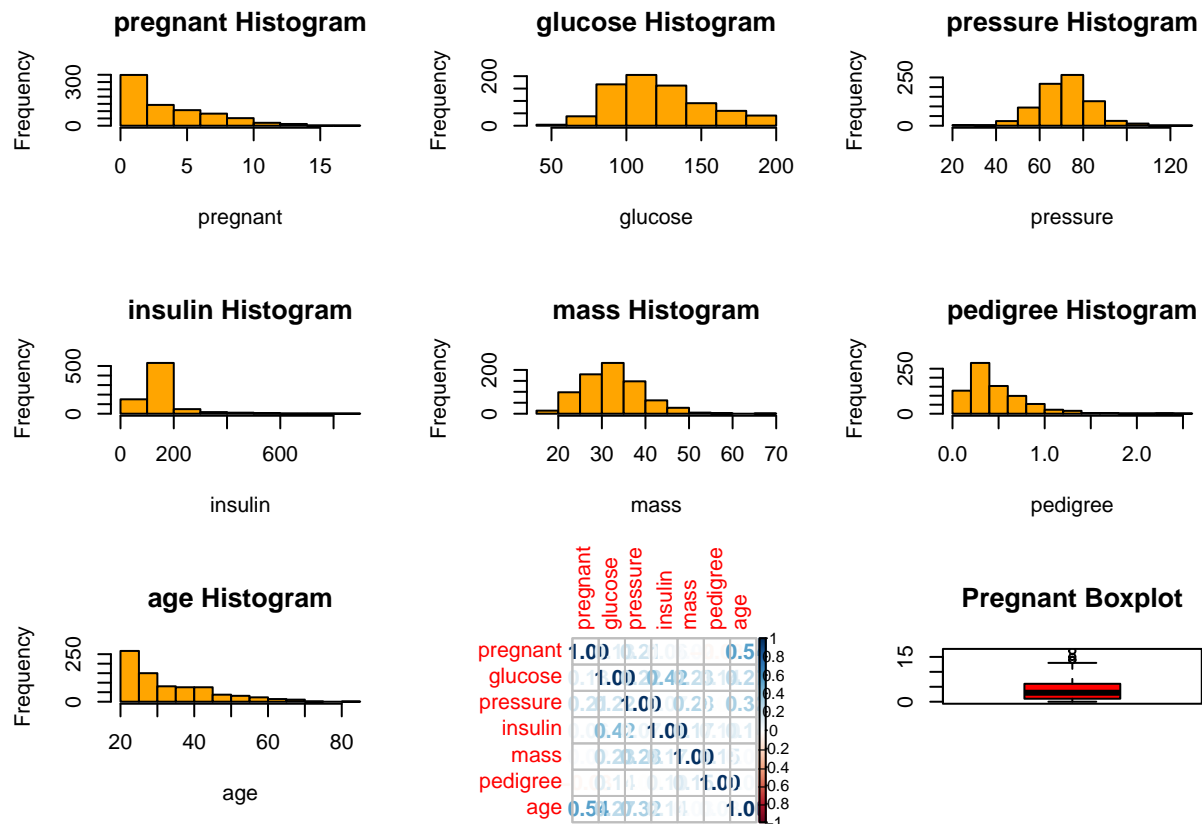 pregnant Histogram
Frequency
0 300
0 5 10 15
pregnant
glucose Histogram
Frequency
0 200
50 100 150 200
glucose
pressure Histogram
Frequency
0 250
20 40 60 80 120
pressure
insulin Histogram
Frequency
0 500
0 200 600
insulin
mass Histogram
Frequency
0 200
20 30 40 50 60 70
mass
pedigree Histogram
Frequency
0 250
0.0 1.0 2.0
pedigree
age Histogram
Frequency
0 250
20 40 60 80
age
pregnant glucose pressure insulin mass pedigree age
pregnant 1.00
glucose 1.00 0.42
pressure 1.00
insulin 0.42 1.00
mass 1.00
pedigree 1.00
age 0.54
1
0.8
0.6
0.4
0.2
0
-0.2
-0.4
-0.6
-0.8
-1
Pregnant Boxplot
0 15